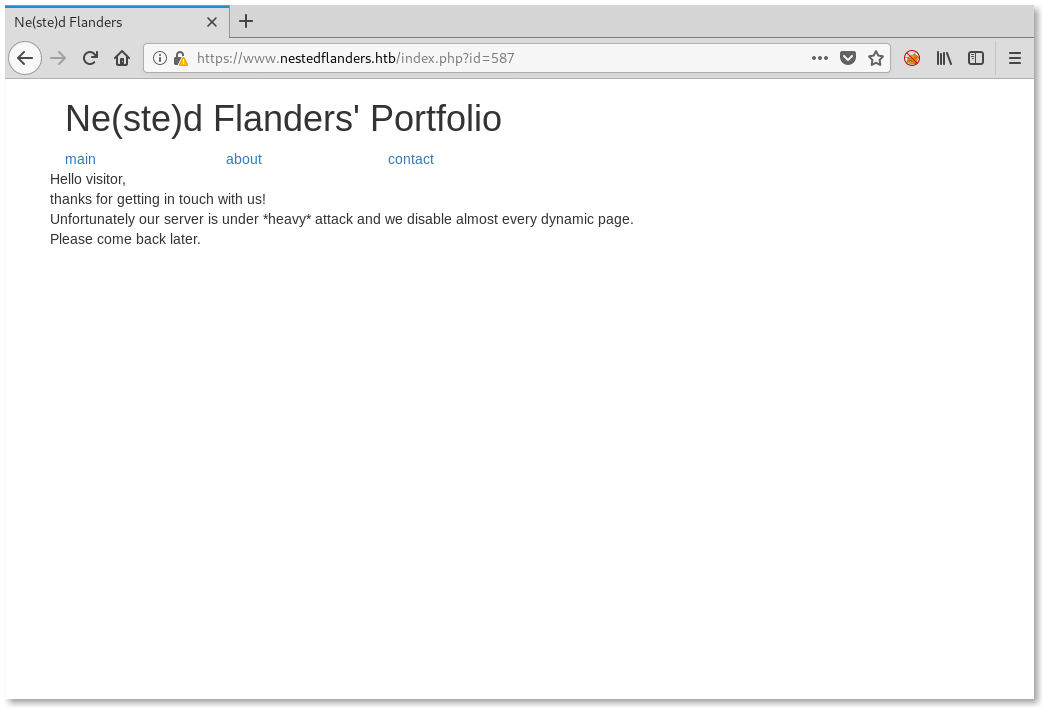 Ne(ste)d Flanders
https://www.nestedflanders.htb/index.php?id=587
Ne(ste)d Flanders' Portfolio
main about contact
Hello visitor,
thanks for getting in touch with us!
Unfortunately our server is under *heavy* attack and we disable almost every dynamic page.
Please come back later.